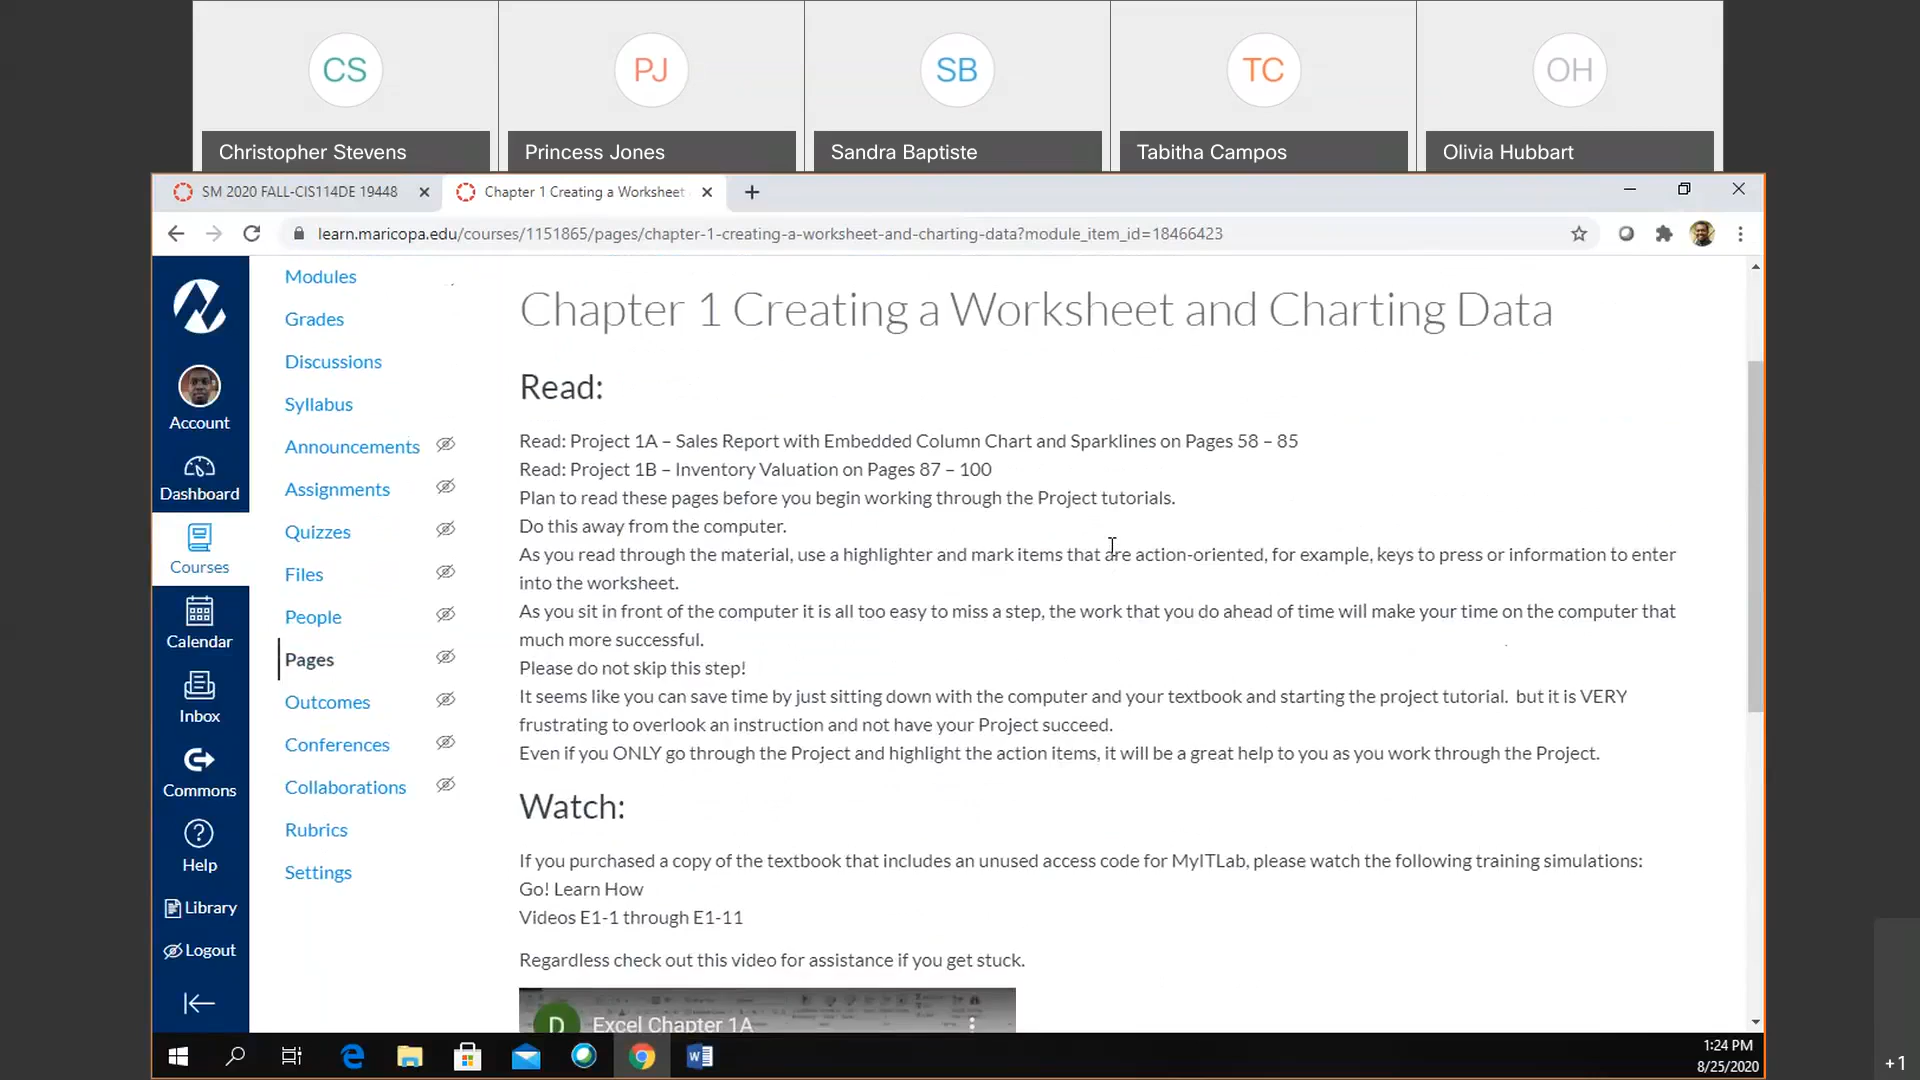 CS
PJ
SB
TC
OH
Christopher Stevens
Princess Jones
Sandra Baptiste
Tabitha Campos
Olivia Hubbart
SM 2020 FALL-CIS114DE 19448
Chapter 1 Creating a Worksheet
learn.maricopa.edu/courses/1151865/pages/chapter-1-creating-a-worksheet-and-charting-data?module_item_id=18466423
Account
Dashboard
Courses
Calendar
Inbox
Commons
Help
Library
Logout
Modules
Grades
Discussions
Syllabus
Announcements
Assignments
Quizzes
Files
People
Pages
Outcomes
Conferences
Collaborations
Rubrics
Settings
Chapter 1 Creating a Worksheet and Charting Data
Read:
Read: Project 1A – Sales Report with Embedded Column Chart and Sparklines on Pages 58 – 85
Read: Project 1B – Inventory Valuation on Pages 87 – 100
Plan to read these pages before you begin working through the Project tutorials.
Do this away from the computer.
As you read through the material, use a highlighter and mark items that are action-oriented, for example, keys to press or information to enter
into the worksheet.
As you sit in front of the computer it is all too easy to miss a step, the work that you do ahead of time will make your time on the computer that
much more successful.
Please do not skip this step!
It seems like you can save time by just sitting down with the computer and your textbook and starting the project tutorial.  but it is VERY
frustrating to overlook an instruction and not have your Project succeed.
Even if you ONLY go through the Project and highlight the action items, it will be a great help to you as you work through the Project.
Watch:
If you purchased a copy of the textbook that includes an unused access code for MyITLab, please watch the following training simulations:
Go! Learn How
Videos E1-1 through E1-11
Regardless check out this video for assistance if you get stuck.
D
Excel Chapter 1A
1:24 PM
8/25/2020
+1